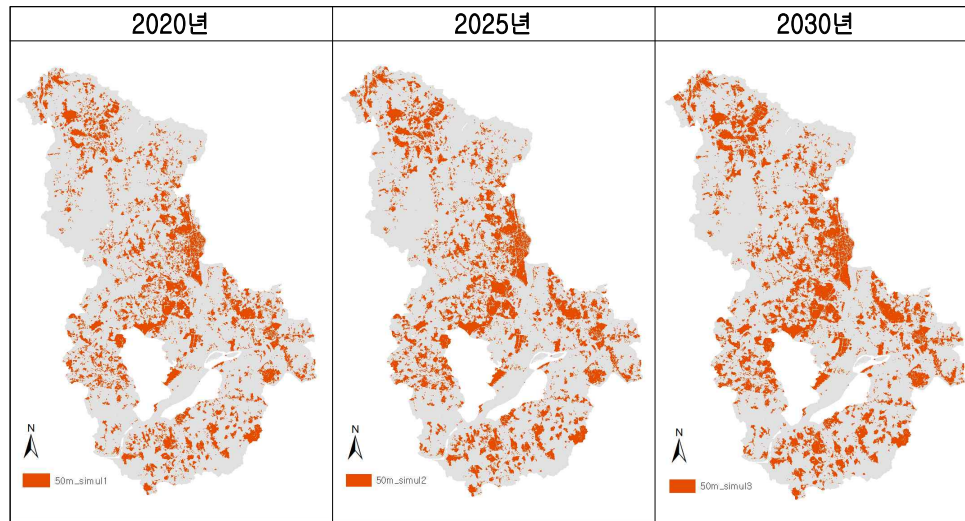 2020년
2025년
2030년
N
50m_simul1
N
50m_simul2
N
50m_simul3